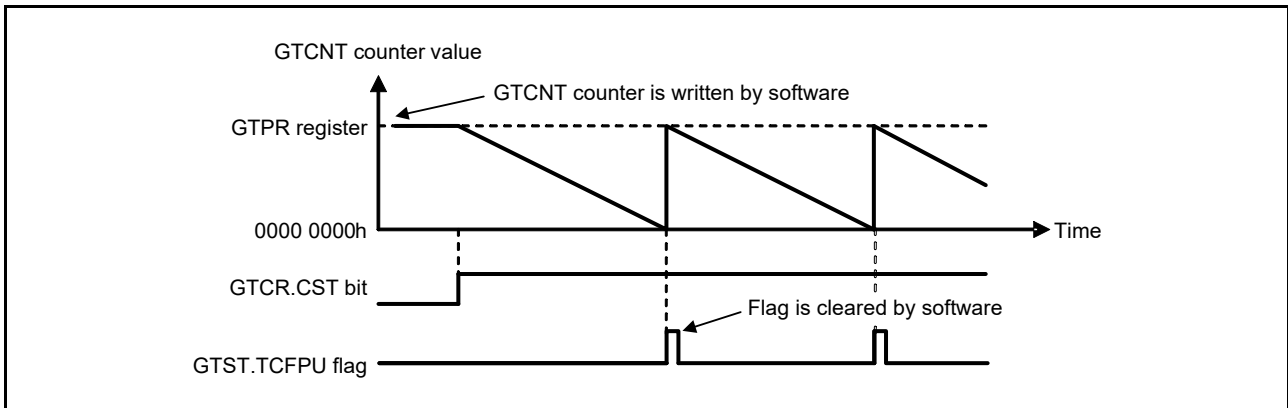 GTCNT counter value
GTCNT counter is written by software
GTPR register
0000 0000h
Time
GTCR.CST bit
Flag is cleared by software
GTST.TCFPU flag